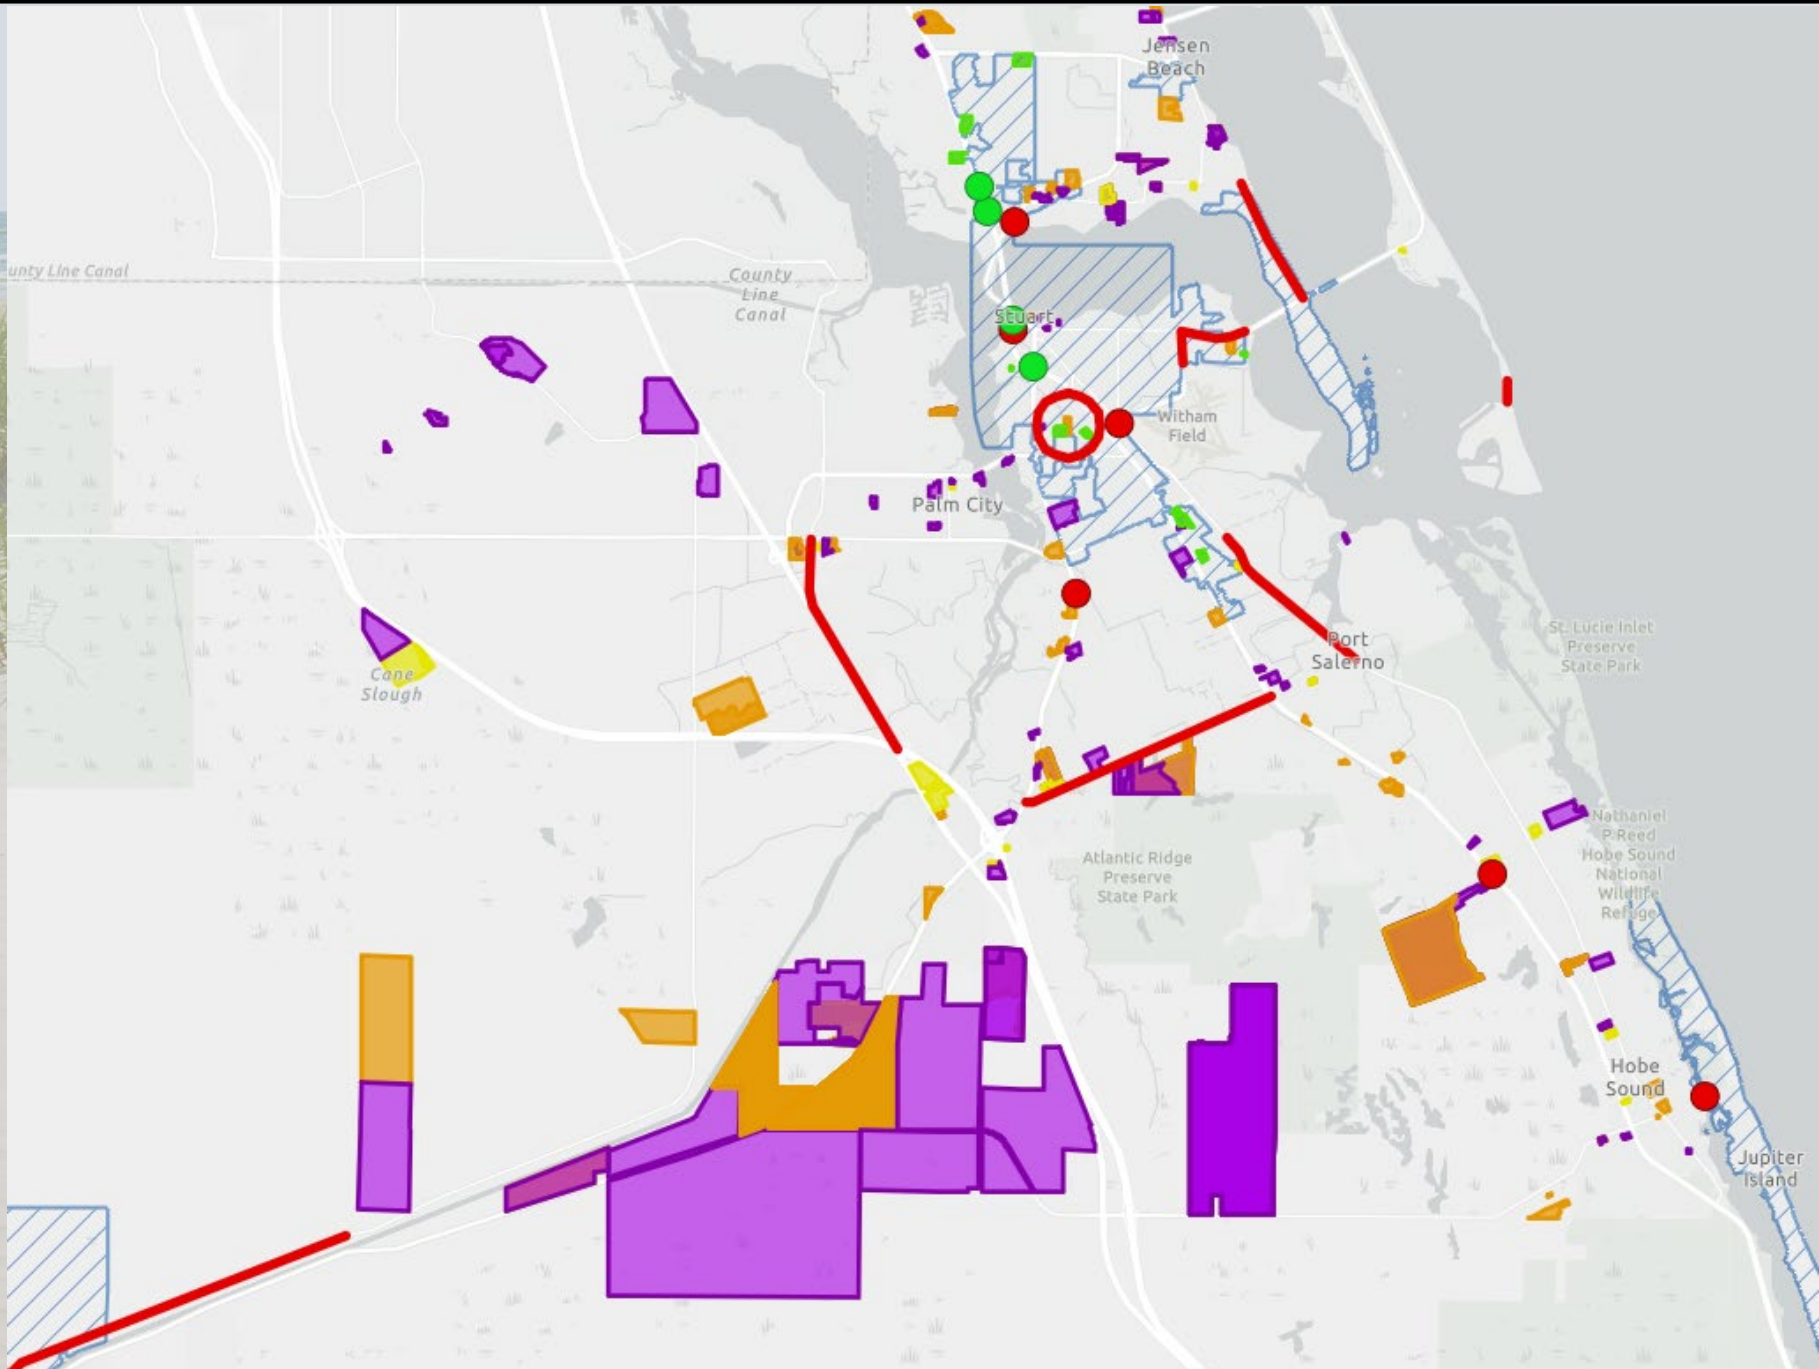 Jensen
Beach
unty Line Canal
County
Line
Canal
Stuart
Witham
Field
Palm City
Port
Salerno
St. Lucie Inlet
Preserve
State Park
Cane
Slough
Nathaniel
P Reed
Hobe Sound
National
Wildlife
Refuge
Atlantic Ridge
Preserve
State Park
Hobe
Sound
Jupiter
Island